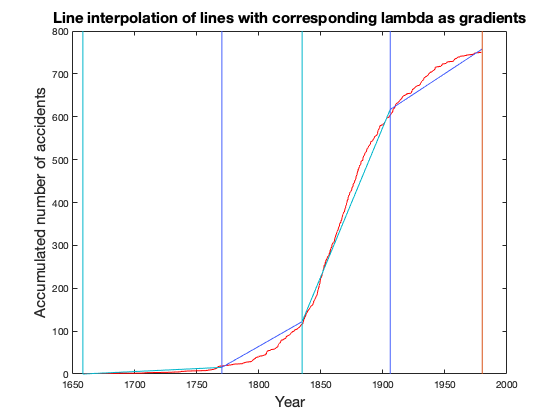 Line interpolation of lines with corresponding lambda as gradients
800
700
600
500
400
300
200
100
0
Accumulated number of accidents
1650 1700 1750 1800 1850 1900 1950 2000
Year